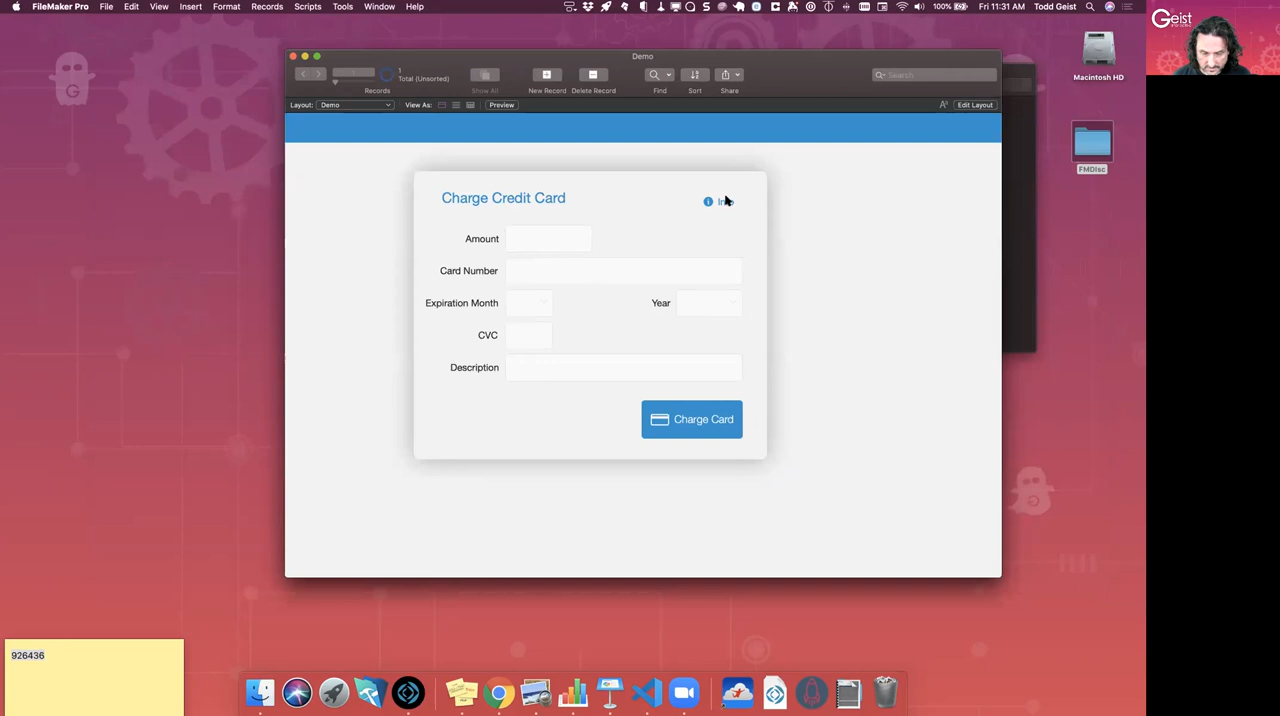 FileMaker Pro File Edit View Insert Format Records Scripts Tools Window Help 100% Fri 11:31 AM Todd Geist
Geist
Demo
1
Total (Unsorted)
Records Show All New Record Delete Record Find Sort Share
Search
Layout: Demo View As: Preview Edit Layout
Macintosh HD
FMDisc
Charge Credit Card
Amount
Card Number
Expiration Month Year
CVC
Description
Charge Card
926436